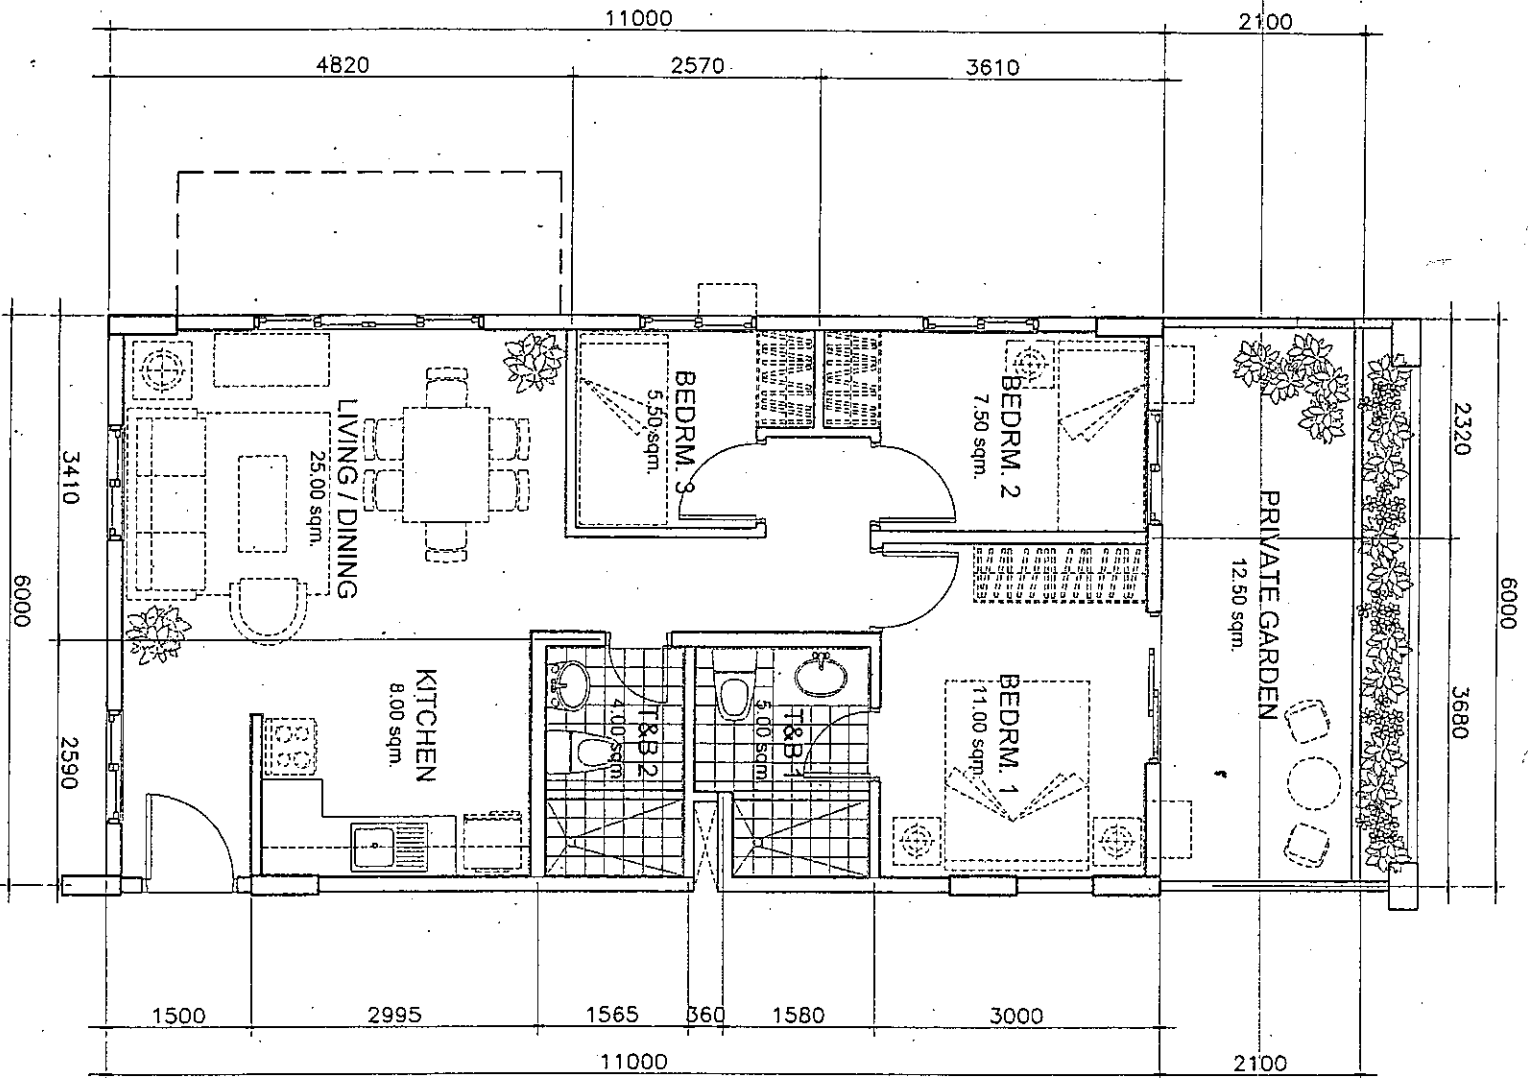 11000
2100
4820
2570
3610
3410
2590
6000
2320
3680
6000
LIVING / DINING
25.00 sqm.
BEDRM. 3
5.50 sqm.
BEDRM. 2
7.50 sqm.
PRIVATE GARDEN
12.50 sqm.
KITCHEN
8.00 sqm.
T&B 2
4.00 sqm.
T&B 1
5.00 sqm.
BEDRM. 1
11.00 sqm.
1500
2995
1565
360
1580
3000
11000
2100